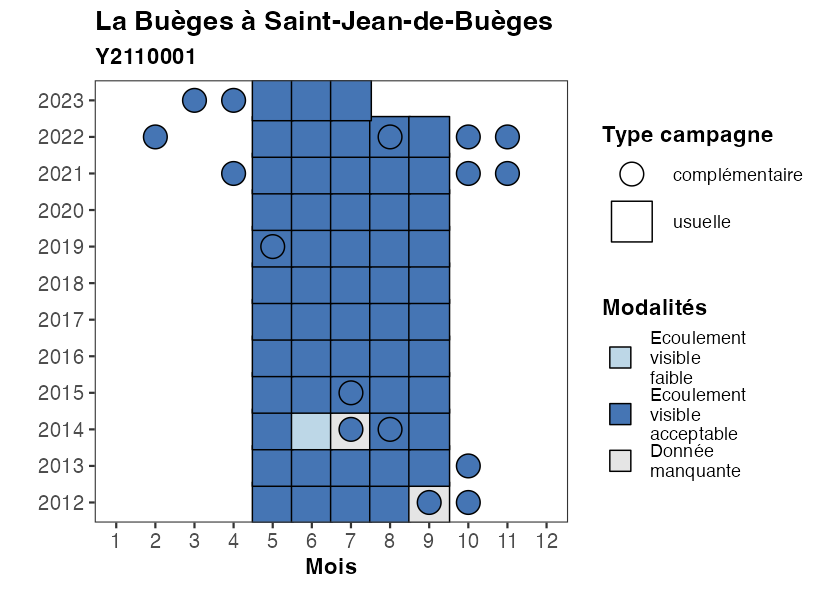 La Buèges à Saint-Jean-de-Buèges
Y2110001
2023
2022
2021
2020
2019
2018
2017
2016
2015
2014
2013
2012
1 2 3 4 5 6 7 8 9 10 11 12
Mois
Type campagne
complémentaire
usuelle
Modalités
Ecoulement
visible
faible
Ecoulement
visible
acceptable
Donnée
manquante